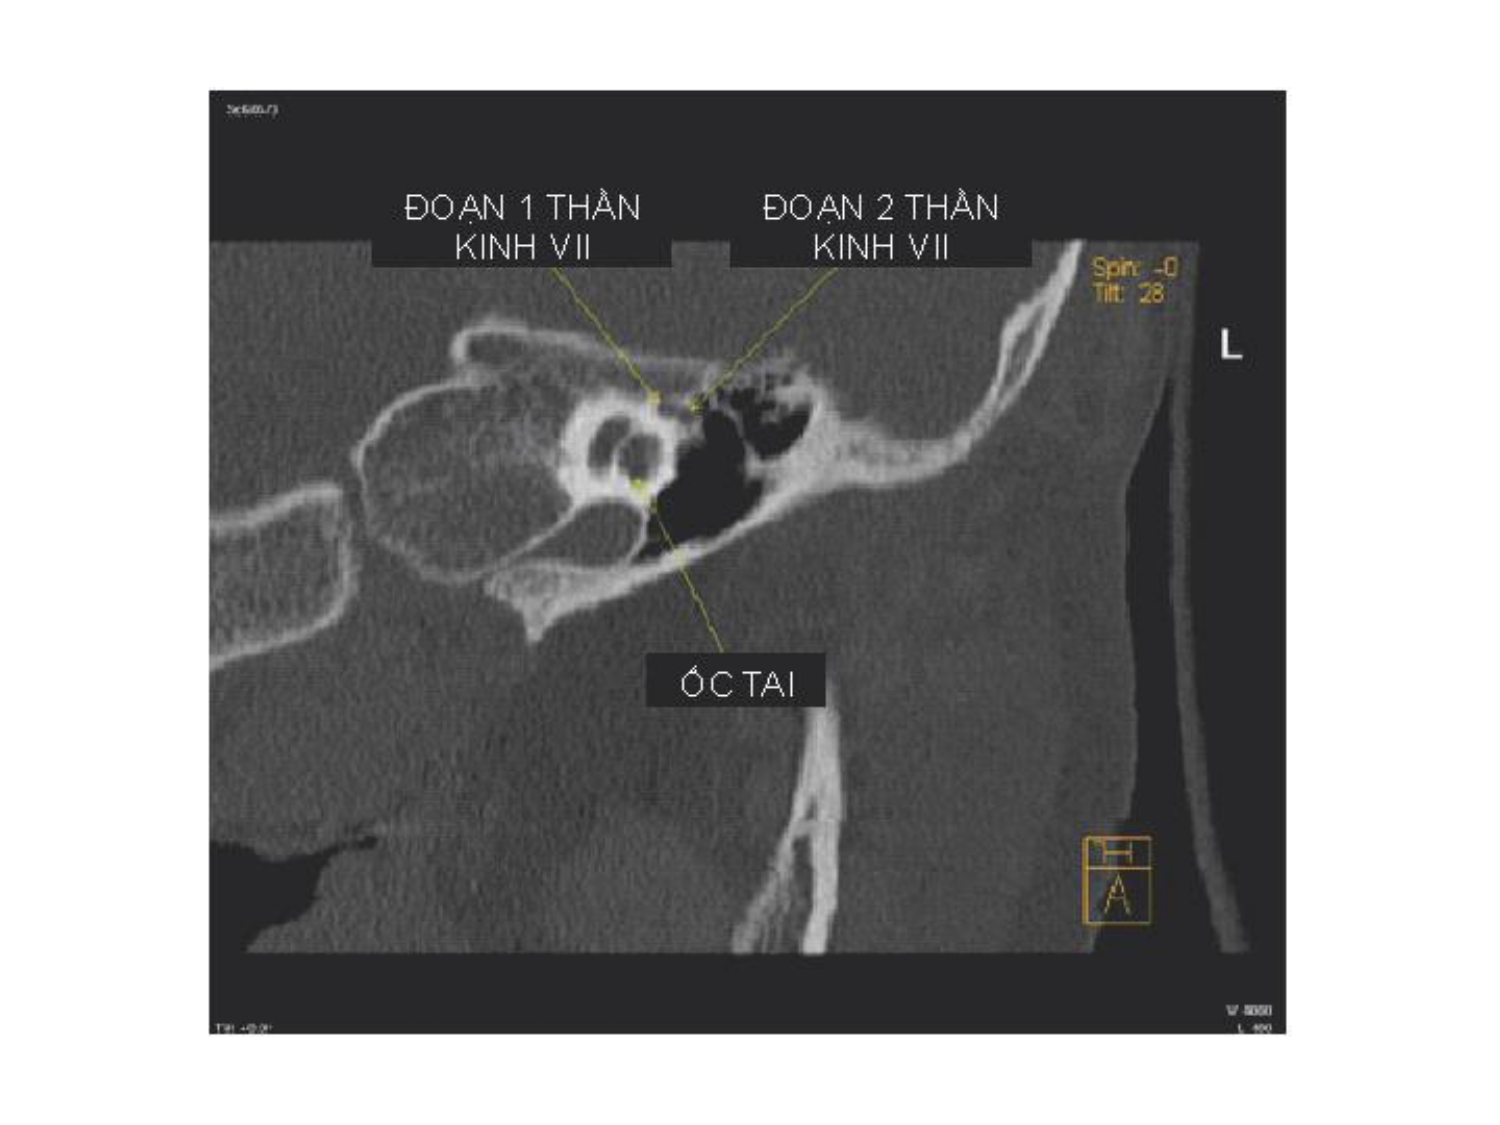 ĐOẠN 1 THẦN
KINH VII
ĐOẠN 2 THẦN
KINH VII
Spin: -0
Tilt: 28
L
ỐC TAI
H
A